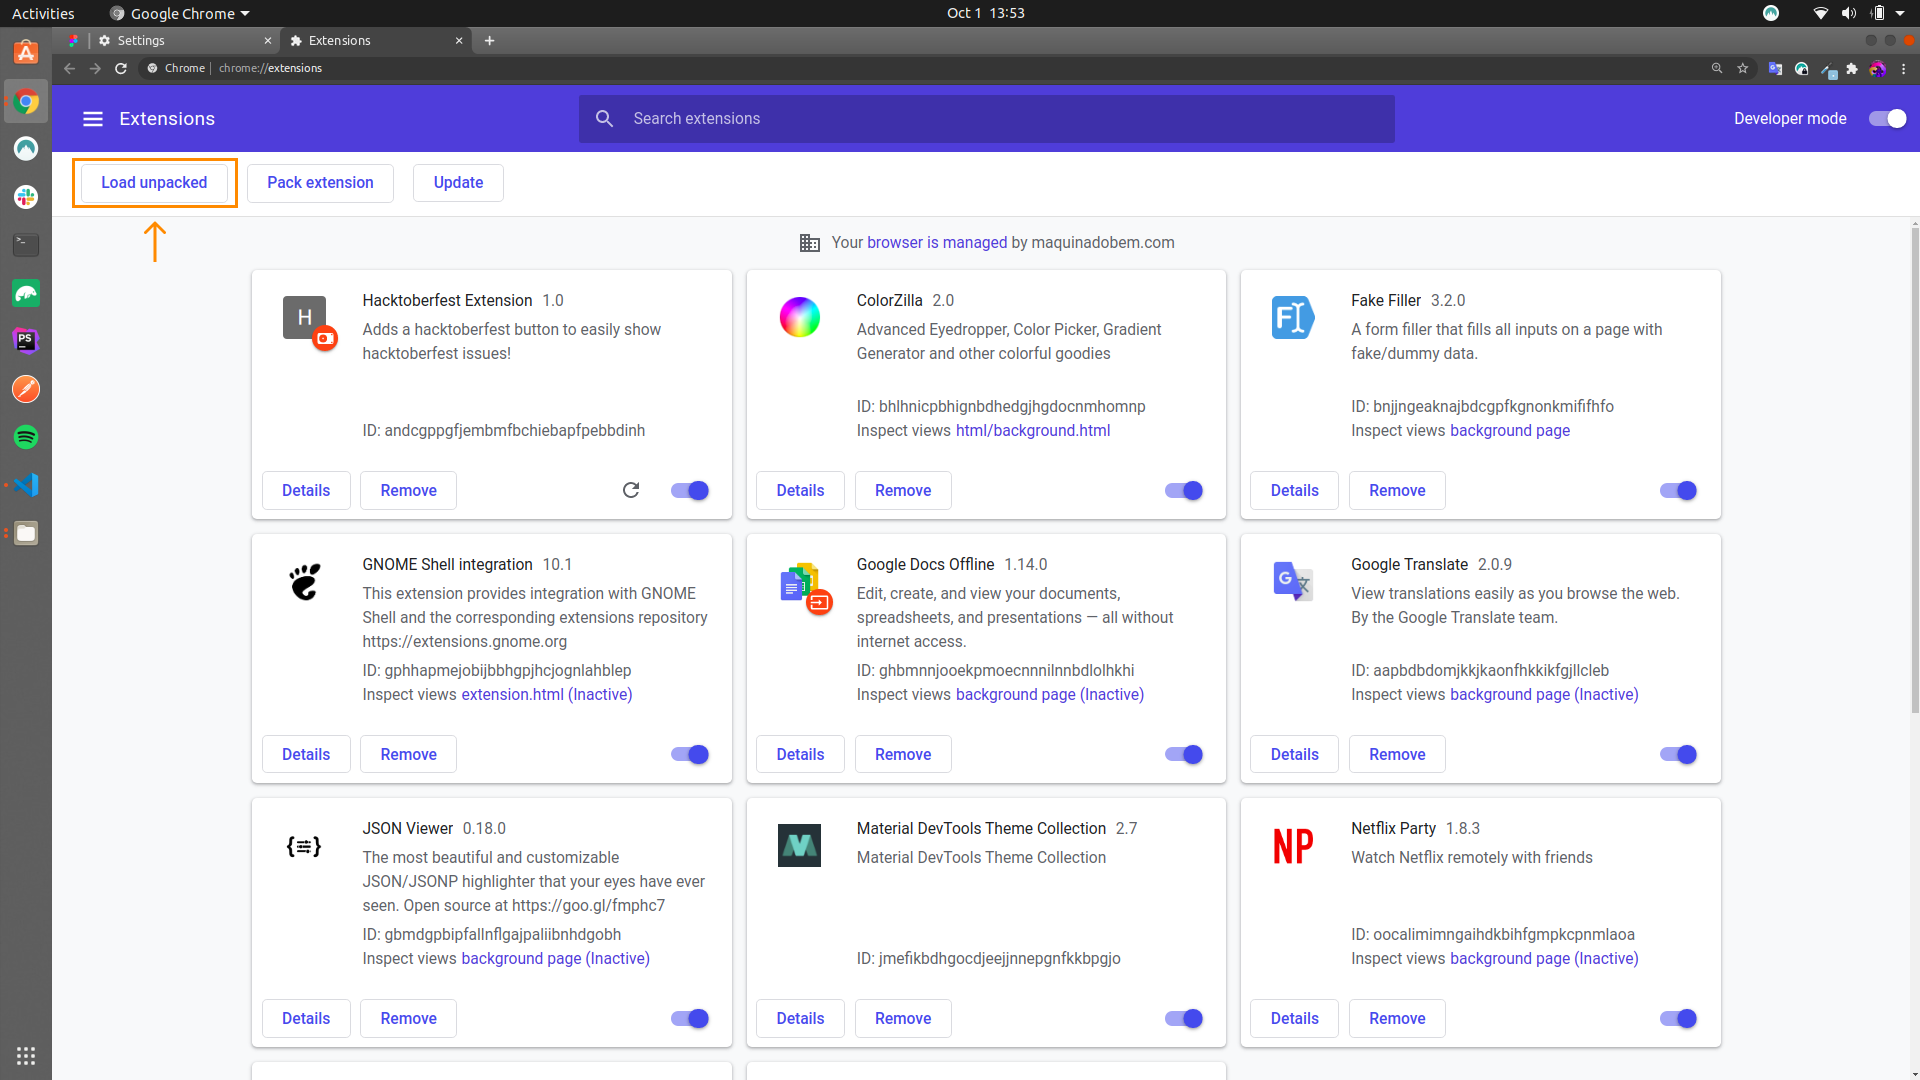 Activities
Google Chrome
Oct 1 13:53
Settings
Extensions
Chrome
chrome://extensions
Extensions
Search extensions
Developer mode
Load unpacked
Pack extension
Update
Your browser is managed by maquinadobem.com
H
Hacktoberfest Extension 1.0
Adds a hacktoberfest button to easily show
hacktoberfest issues!
ID: andcgppgfjembmfbchiebapfpebbdinh
Details
Remove
ColorZilla 2.0
Advanced Eyedropper, Color Picker, Gradient
Generator and other colorful goodies
ID: bhlhnicpbhignbdhedgjhgdocnmhomnp
Inspect views html/background.html
Details
Remove
Fake Filler 3.2.0
A form filler that fills all inputs on a page with
fake/dummy data.
ID: bnjjngeaknajbdcgpfkgnonkmififhfo
Inspect views background page
Details
Remove
GNOME Shell integration 10.1
This extension provides integration with GNOME
Shell and the corresponding extensions repository
https://extensions.gnome.org
ID: gphhapmejobijbbhgpjhcjognlahblep
Inspect views extension.html (Inactive)
Details
Remove
Google Docs Offline 1.14.0
Edit, create, and view your documents,
spreadsheets, and presentations — all without
internet access.
ID: ghbmnnjooekpmoecnnnilnnbdlolhkhi
Inspect views background page (Inactive)
Details
Remove
Google Translate 2.0.9
View translations easily as you browse the web.
By the Google Translate team.
ID: aapbdbdomjkkjkaonfhkkikfgjllcleb
Inspect views background page (Inactive)
Details
Remove
JSON Viewer 0.18.0
The most beautiful and customizable
JSON/JSONP highlighter that your eyes have ever
seen. Open source at https://goo.gl/fmphc7
ID: gbmdgpbipfallnflgajpaliibnhdgobh
Inspect views background page (Inactive)
Details
Remove
Material DevTools Theme Collection 2.7
Material DevTools Theme Collection
ID: jmefikbdhgocdjeejjnnepgnfkkbpgjo
Details
Remove
NP
Netflix Party 1.8.3
Watch Netflix remotely with friends
ID: oocalimimngaihdkbihfgmpkcpnmlaoa
Inspect views background page (Inactive)
Details
Remove